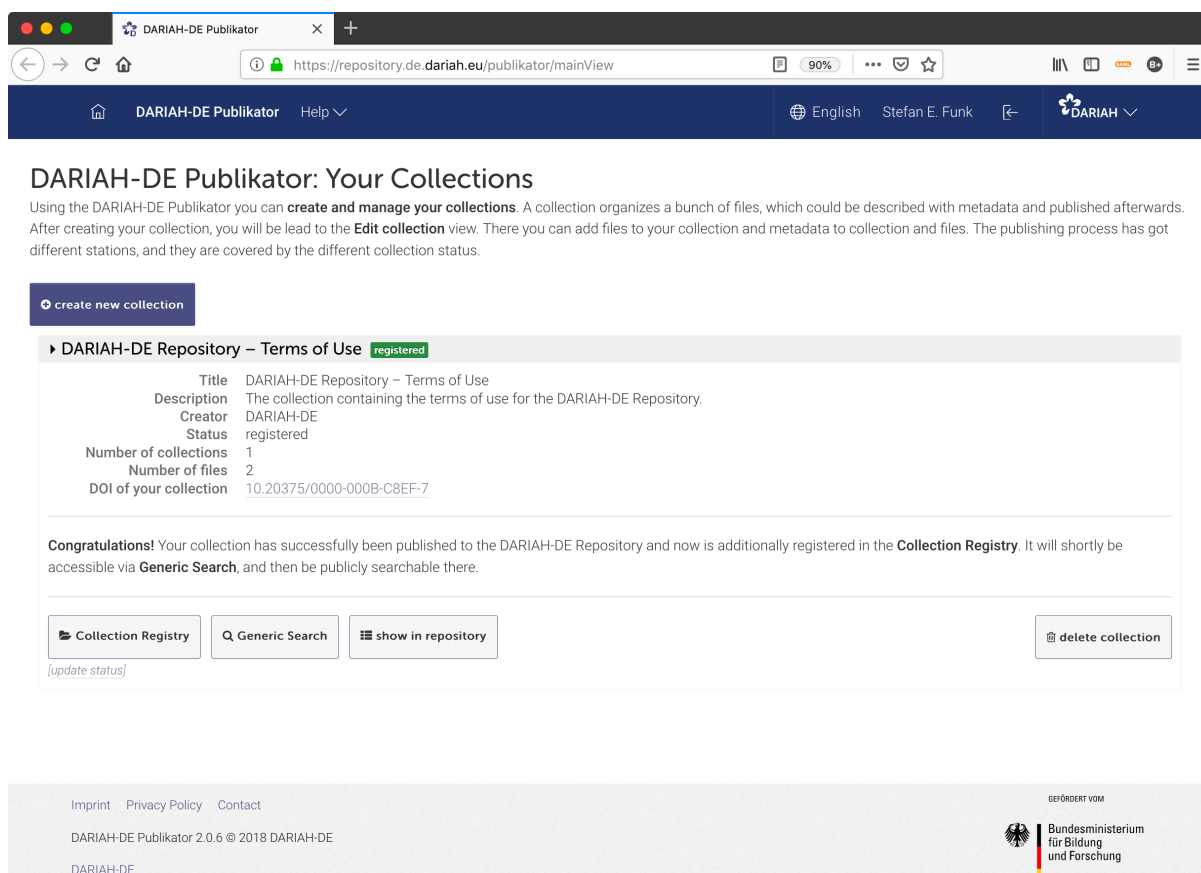 DARIAH-DE Publikator
https://repository.de.dariah.eu/publikator/mainView
90%
DARIAH-DE Publikator Help
English Stefan E. Funk DARIAH
DARIAH-DE Publikator: Your Collections
Using the DARIAH-DE Publikator you can create and manage your collections. A collection organizes a bunch of files, which could be described with metadata and published afterwards.
After creating your collection, you will be lead to the Edit collection view. There you can add files to your collection and metadata to collection and files. The publishing process has got
different stations, and they are covered by the different collection status.
create new collection
DARIAH-DE Repository – Terms of Use registered
Title DARIAH-DE Repository – Terms of Use
Description The collection containing the terms of use for the DARIAH-DE Repository.
Creator DARIAH-DE
Status registered
Number of collections 1
Number of files 2
DOI of your collection 10.20375/0000-000B-C8EF-7
Congratulations! Your collection has successfully been published to the DARIAH-DE Repository and now is additionally registered in the Collection Registry. It will shortly be
accessible via Generic Search, and then be publicly searchable there.
Collection Registry Generic Search show in repository delete collection
[update status]
Imprint Privacy Policy Contact
DARIAH-DE Publikator 2.0.6 © 2018 DARIAH-DE
DARIAH-DE
GEFÖRDERT VOM
Bundesministerium
für Bildung
und Forschung